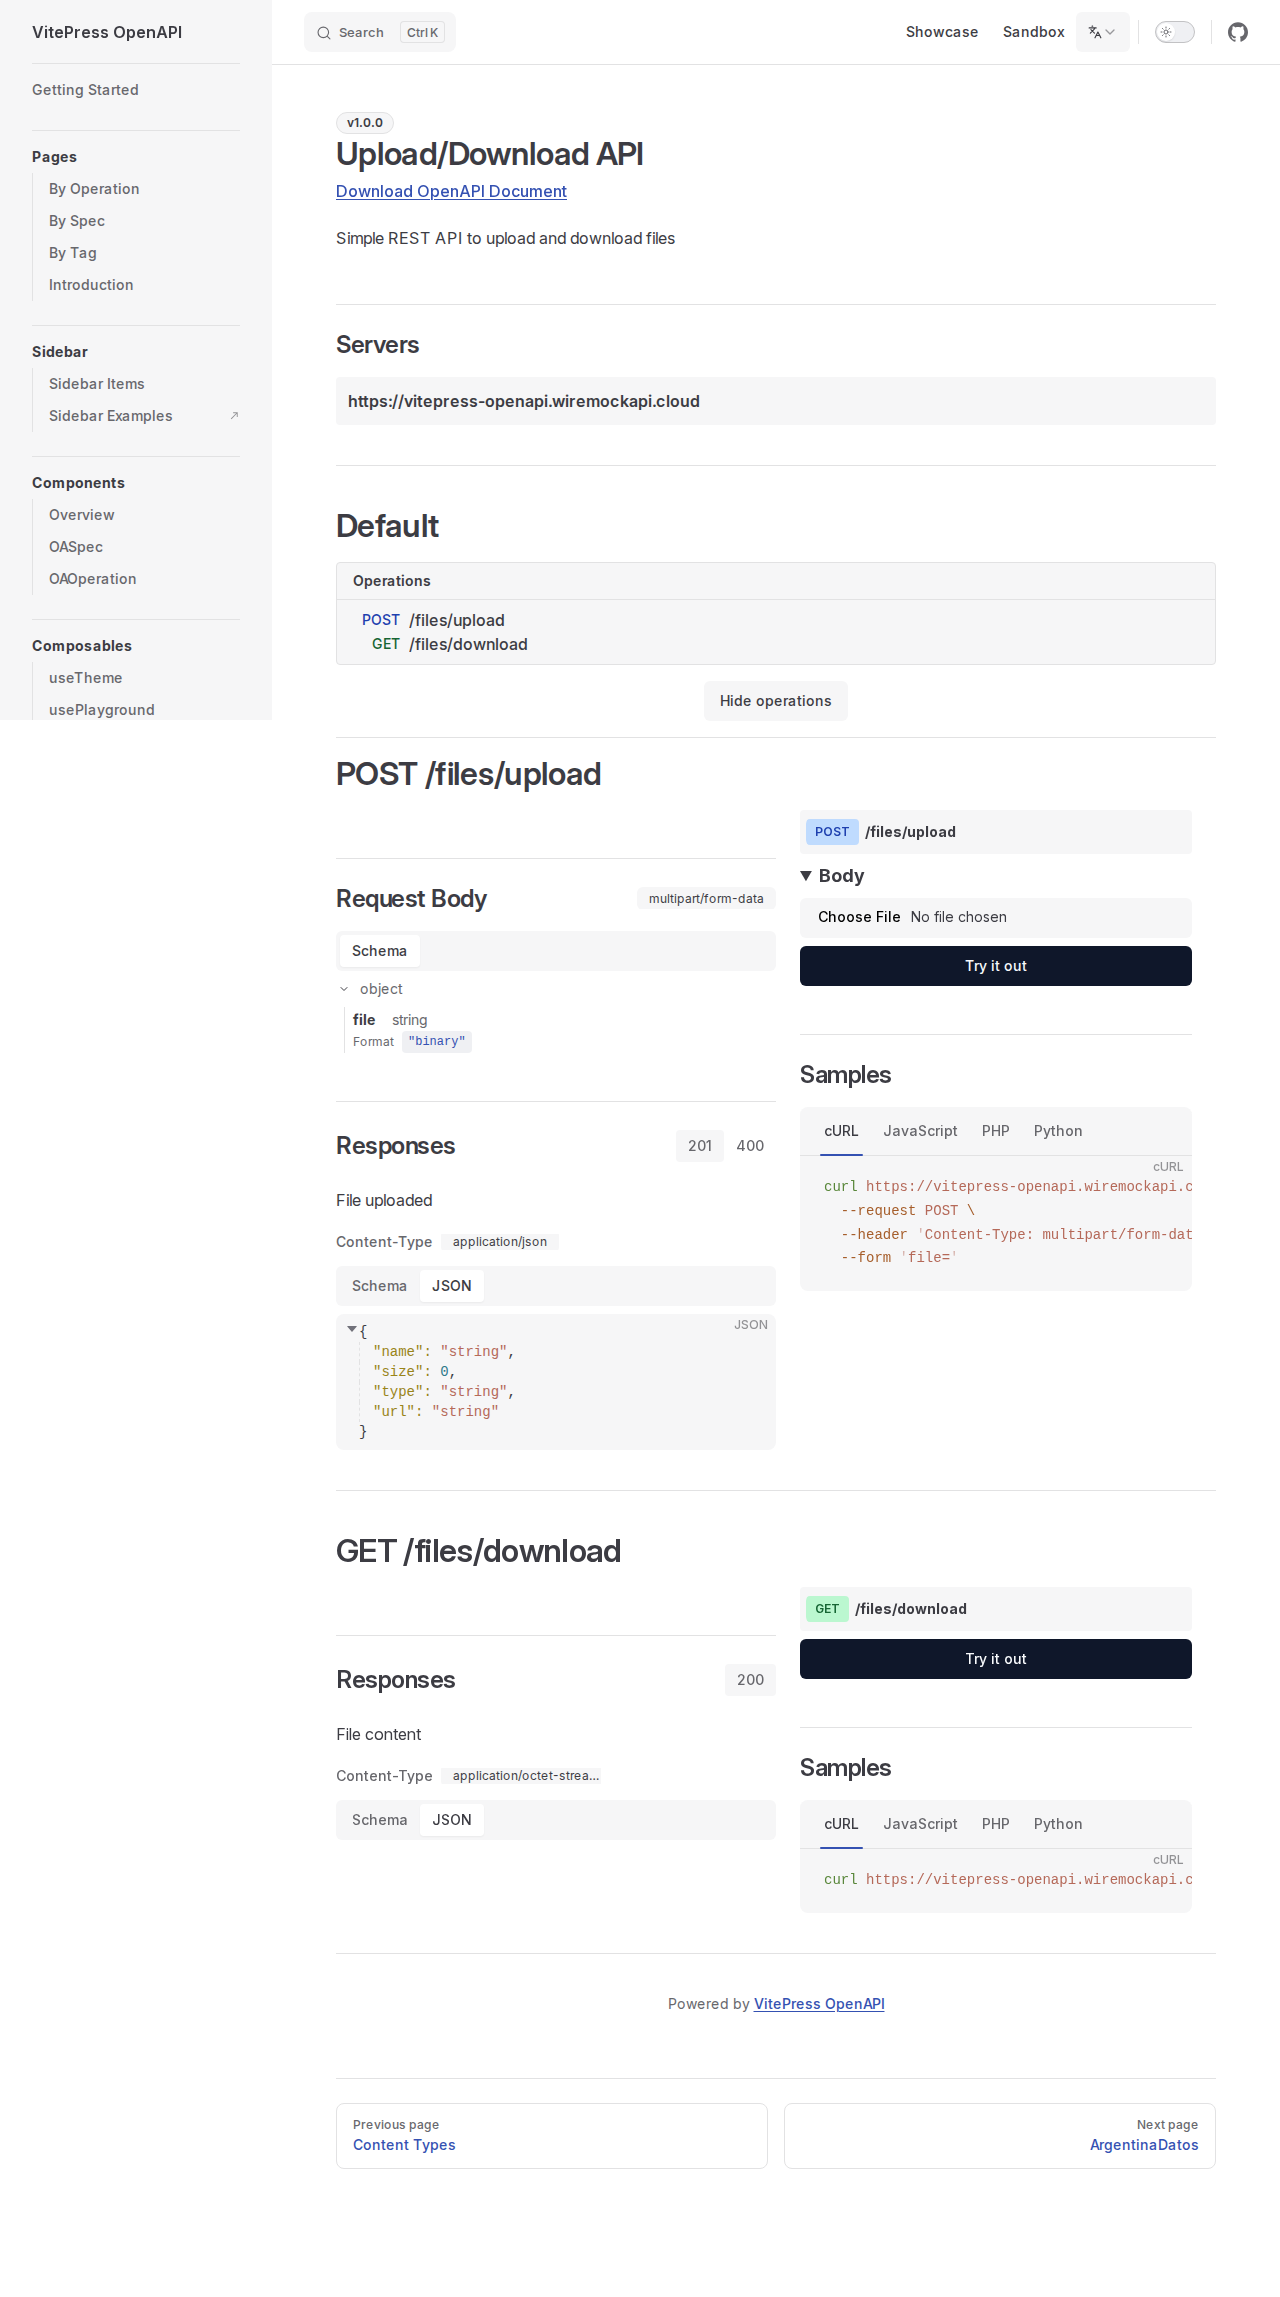 VitePress OpenAPI
Search Ctrl K
Showcase
Sandbox
Getting Started
Pages
By Operation
By Spec
By Tag
Introduction
Sidebar
Sidebar Items
Sidebar Examples
Components
Overview
OASpec
OAOperation
Composables
useTheme
usePlayground
v1.0.0
Upload/Download API
Download OpenAPI Document
Simple REST API to upload and download files
Servers
https://vitepress-openapi.wiremockapi.cloud
Default
Operations
POST /files/upload
GET /files/download
Hide operations
POST /files/upload
Request Body multipart/form-data
Schema
object
file string
Format "binary"
Responses 201 400
File uploaded
Content-Type application/json
Schema JSON
JSON
{
"name": "string",
"size": 0,
"type": "string",
"url": "string"
}
POST /files/upload
Body
Choose File No file chosen
Try it out
Samples
cURL JavaScript PHP Python
cURL
curl https://vitepress-openapi.wiremockapi.c
--request POST \
--header 'Content-Type: multipart/form-dat
--form 'file='
GET /files/download
Responses 200
File content
Content-Type application/octet-strea...
Schema JSON
GET /files/download
Try it out
Samples
cURL JavaScript PHP Python
cURL
curl https://vitepress-openapi.wiremockapi.c
Powered by VitePress OpenAPI
Previous page
Content Types
Next page
ArgentinaDatos